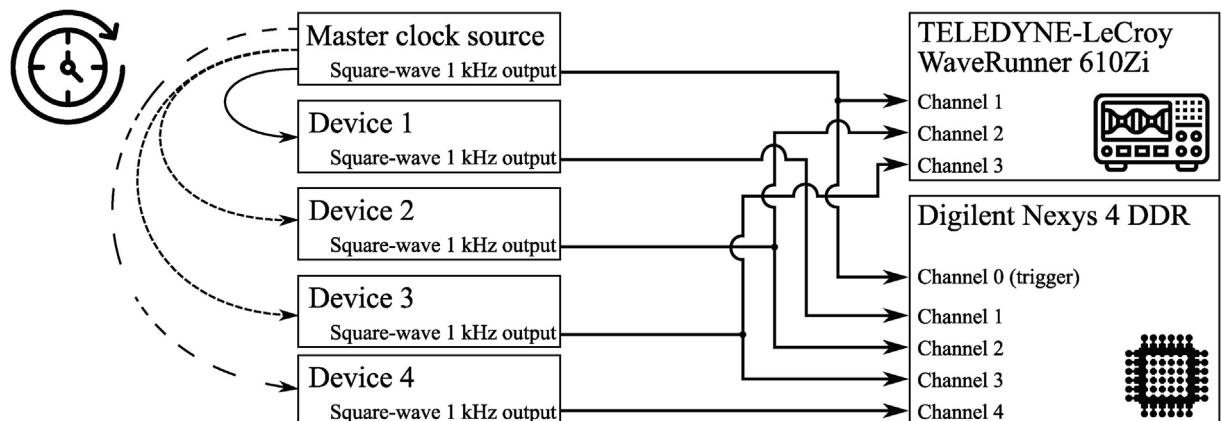 Master clock source
Square-wave 1 kHz output
Device 1
Square-wave 1 kHz output
Device 2
Square-wave 1 kHz output
Device 3
Square-wave 1 kHz output
Device 4
Square-wave 1 kHz output
TELEDYNE-LeCroy
WaveRunner 610Zi
Channel 1
Channel 2
Channel 3
Digilent Nexys 4 DDR
Channel 0 (trigger)
Channel 1
Channel 2
Channel 3
Channel 4